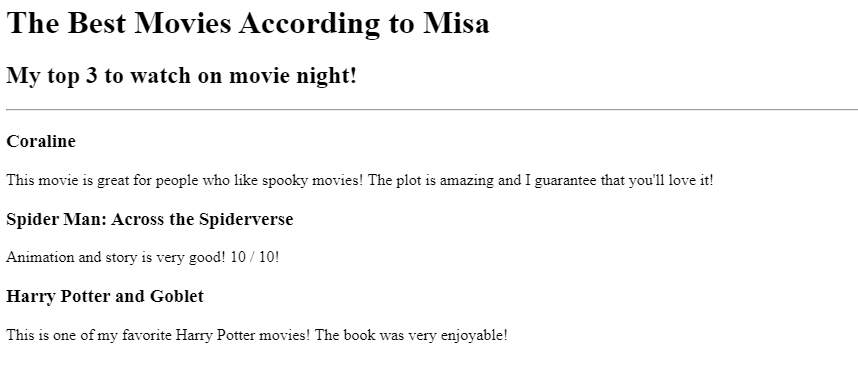 The Best Movies According to Misa
My top 3 to watch on movie night!
Coraline
This movie is great for people who like spooky movies! The plot is amazing and I guarantee that you'll love it!
Spider Man: Across the Spiderverse
Animation and story is very good! 10 / 10!
Harry Potter and Goblet
This is one of my favorite Harry Potter movies! The book was very enjoyable!